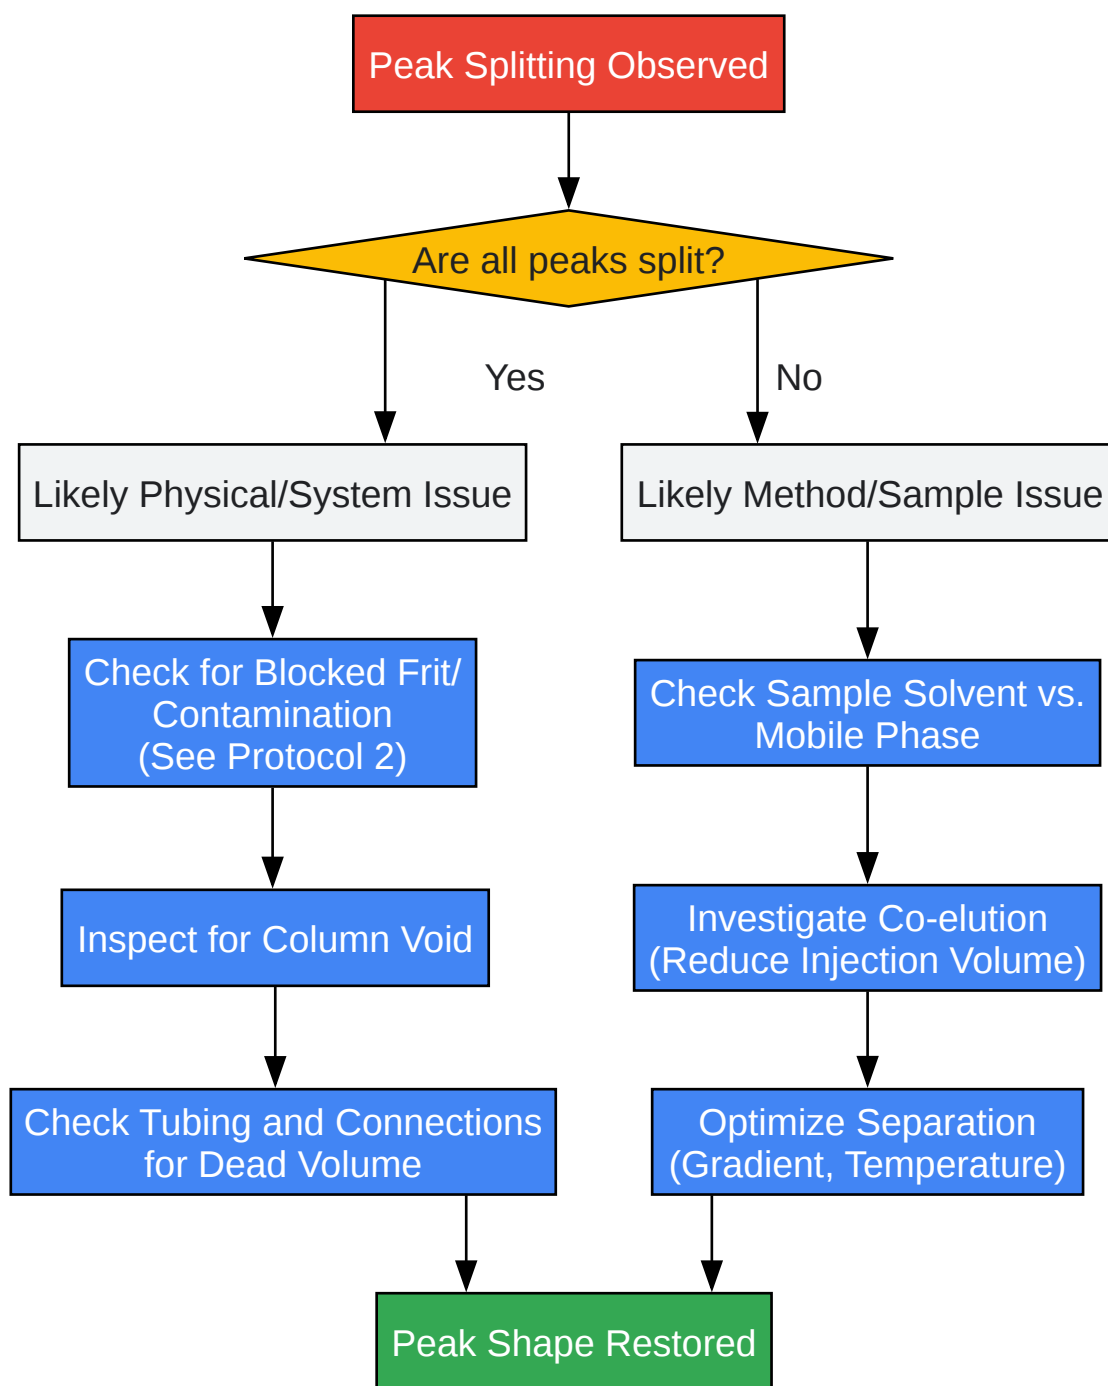 Peak Splitting Observed
Are all peaks split?
Yes
No
Likely Physical/System Issue
Likely Method/Sample Issue
Check for Blocked Frit/
Contamination
(See Protocol 2)
Check Sample Solvent vs.
Mobile Phase
Inspect for Column Void
Investigate Co-elution
(Reduce Injection Volume)
Check Tubing and Connections
for Dead Volume
Optimize Separation
(Gradient, Temperature)
Peak Shape Restored